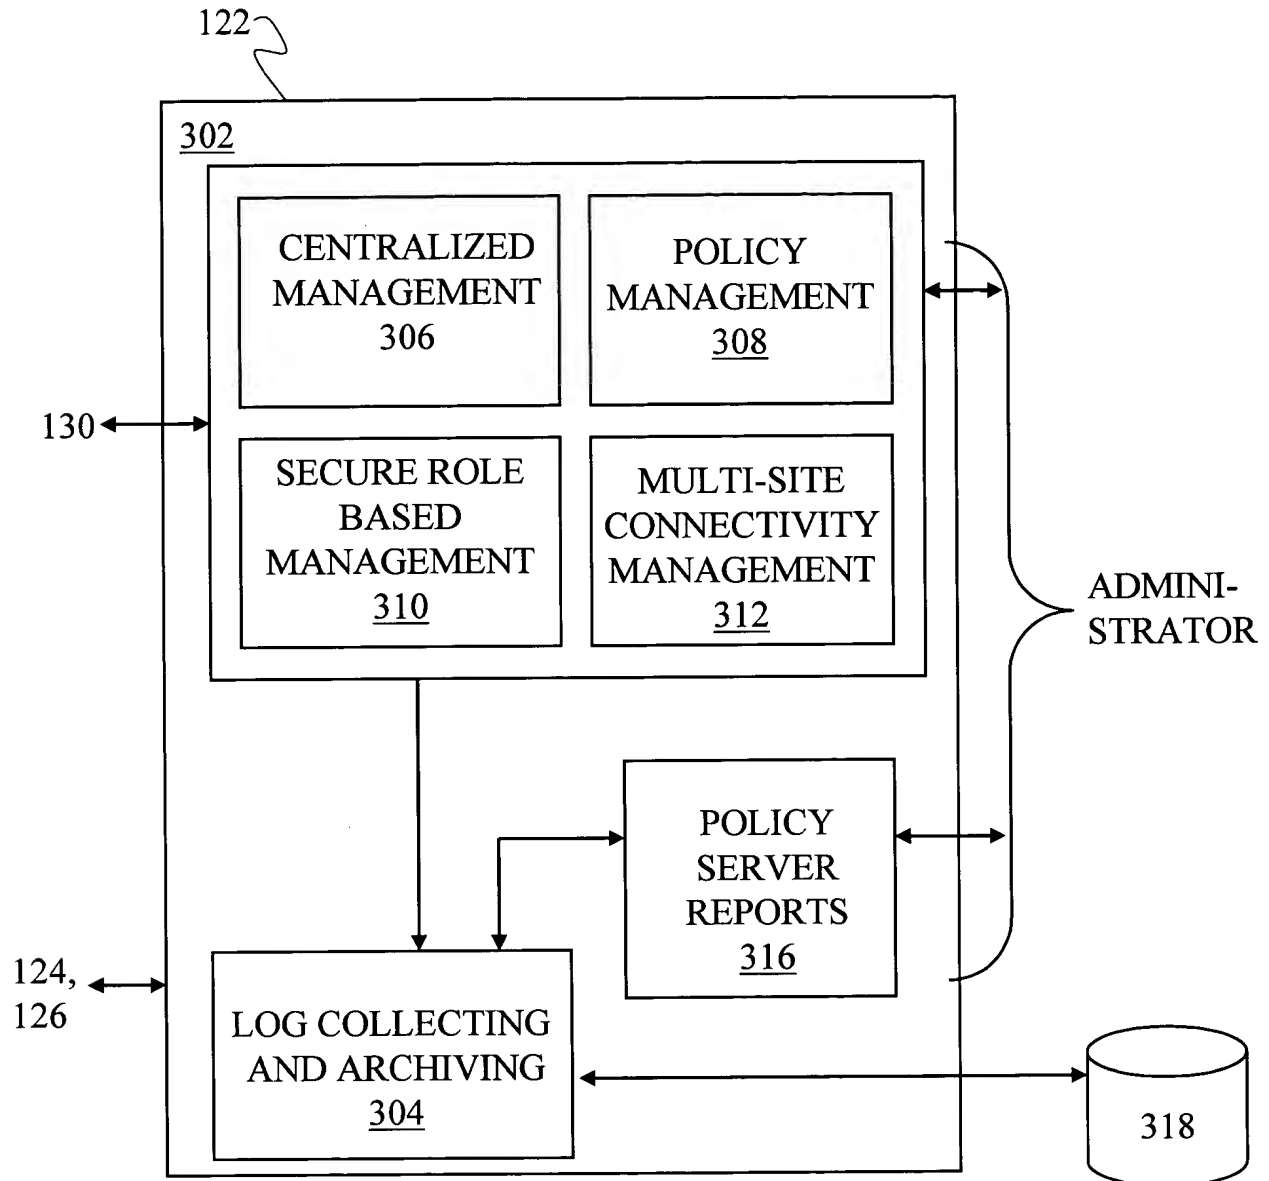 122
302
CENTRALIZED
MANAGEMENT
306
POLICY
MANAGEMENT
308
130
SECURE ROLE
BASED
MANAGEMENT
310
MULTI-SITE
CONNECTIVITY
MANAGEMENT
312
ADMINI-
STRATOR
POLICY
SERVER
REPORTS
316
124,
126
LOG COLLECTING
AND ARCHIVING
304
318